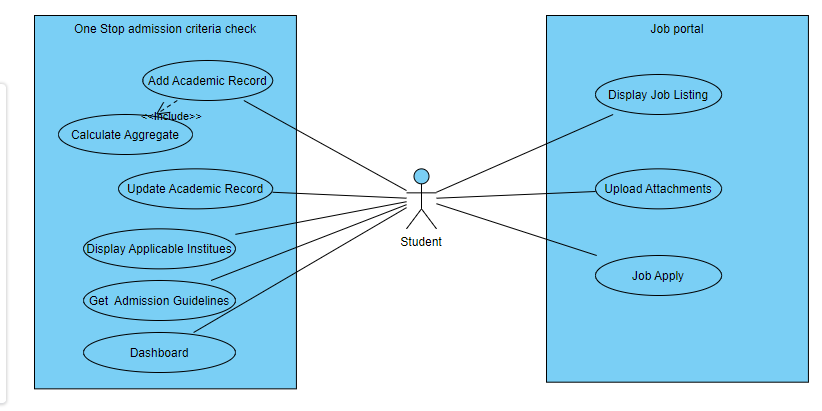 One Stop admission criteria check
Add Academic Record
<<Include>>
Calculate Aggregate
Update Academic Record
Display Applicable Institues
Get Admission Guidelines
Dashboard
Student
Job portal
Display Job Listing
Upload Attachments
Job Apply